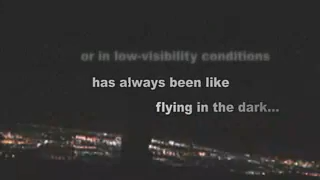 or in low-visibility conditions
has always been like
flying in the dark...